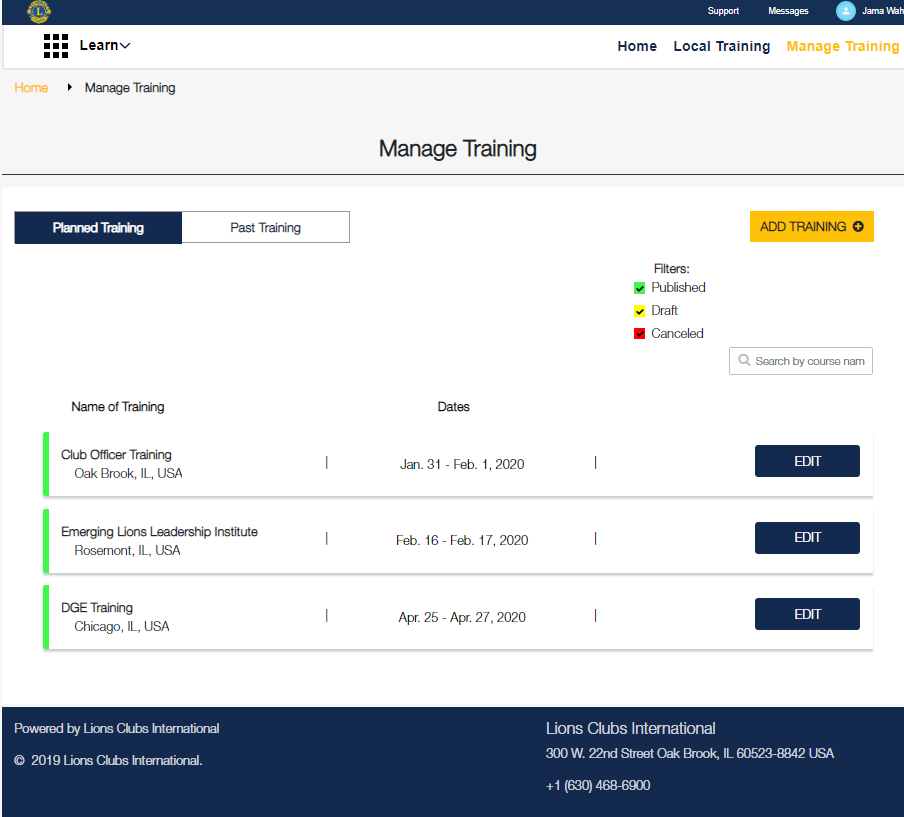 Support Messages Jama Wah
Learn
Home Local Training Manage Training
Home Manage Training
Manage Training
Planned Training Past Training
ADD TRAINING
Filters:
Published
Draft
Canceled
Search by course nam
Name of Training Dates
Club Officer Training
Oak Brook, IL, USA
Jan. 31 - Feb. 1, 2020
EDIT
Emerging Lions Leadership Institute
Rosemont, IL, USA
Feb. 16 - Feb. 17, 2020
EDIT
DGE Training
Chicago, IL, USA
Apr. 25 - Apr. 27, 2020
EDIT
Powered by Lions Clubs International
© 2019 Lions Clubs International.
Lions Clubs International
300 W. 22nd Street Oak Brook, IL 60523-8842 USA
+1 (630) 468-6900